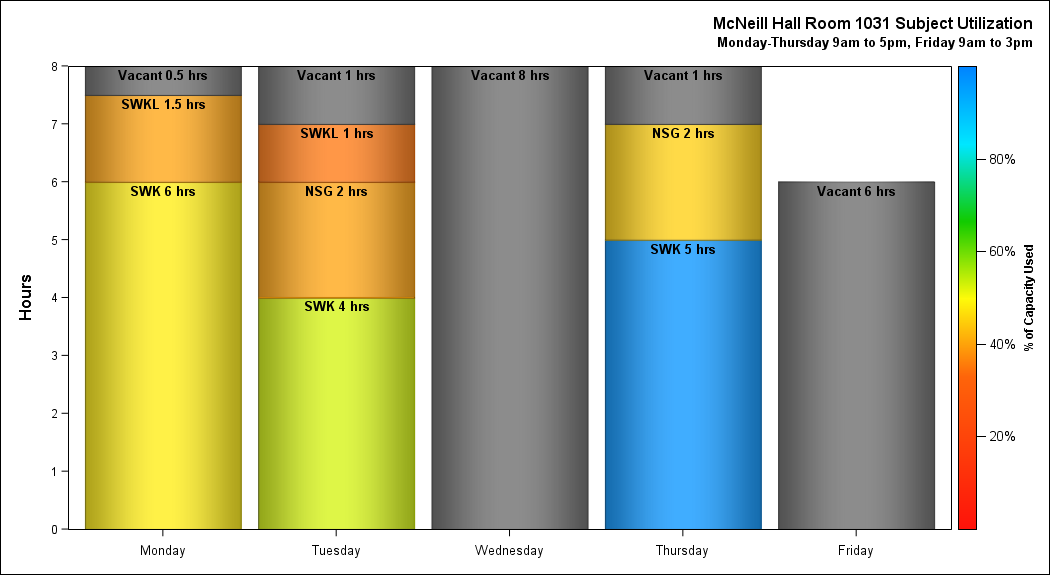 McNeill Hall Room 1031 Subject Utilization
Monday-Thursday 9am to 5pm, Friday 9am to 3pm
Hours
8
7
6
5
4
3
2
1
0
Vacant 0.5 hrs
SWKL 1.5 hrs
SWK 6 hrs
Vacant 1 hrs
SWKL 1 hrs
NSG 2 hrs
SWK 4 hrs
Vacant 8 hrs
Vacant 1 hrs
NSG 2 hrs
SWK 5 hrs
Vacant 6 hrs
Monday
Tuesday
Wednesday
Thursday
Friday
80%
60%
40%
20%
% of Capacity Used